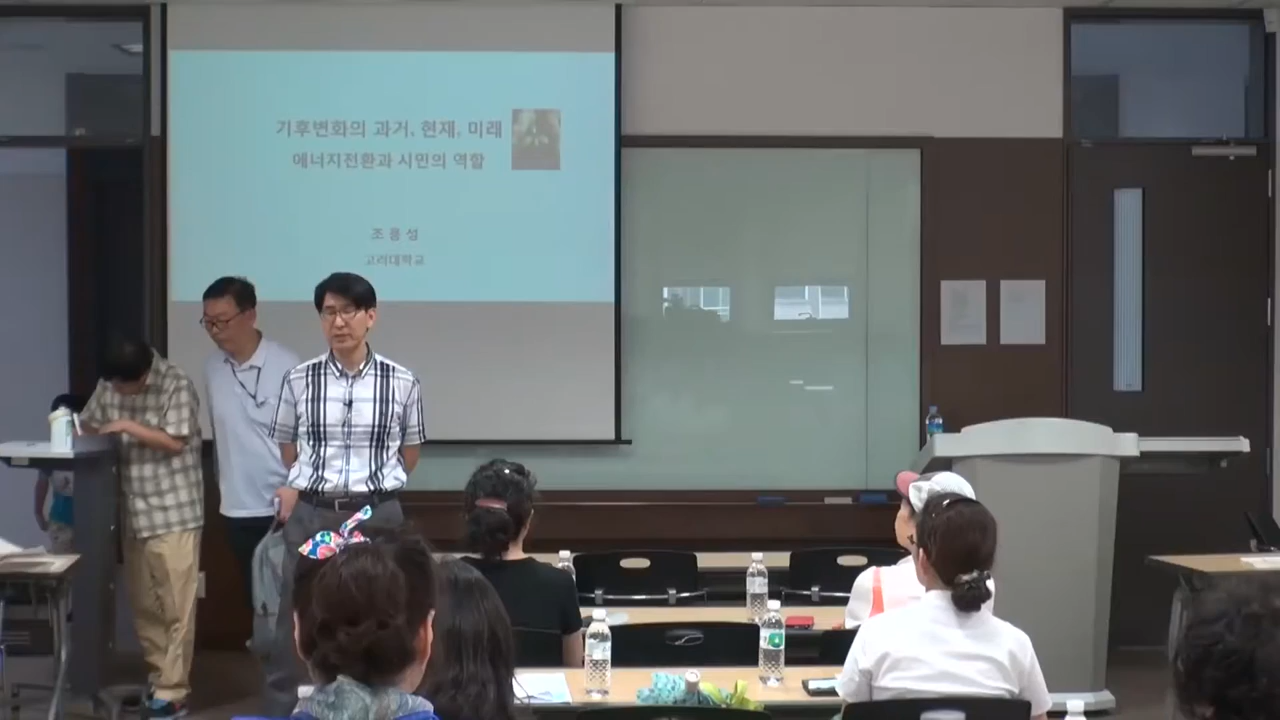 기후변화의 과거, 현재, 미래
에너지전환과 시민의 역할
조 홍 성
고려대학교